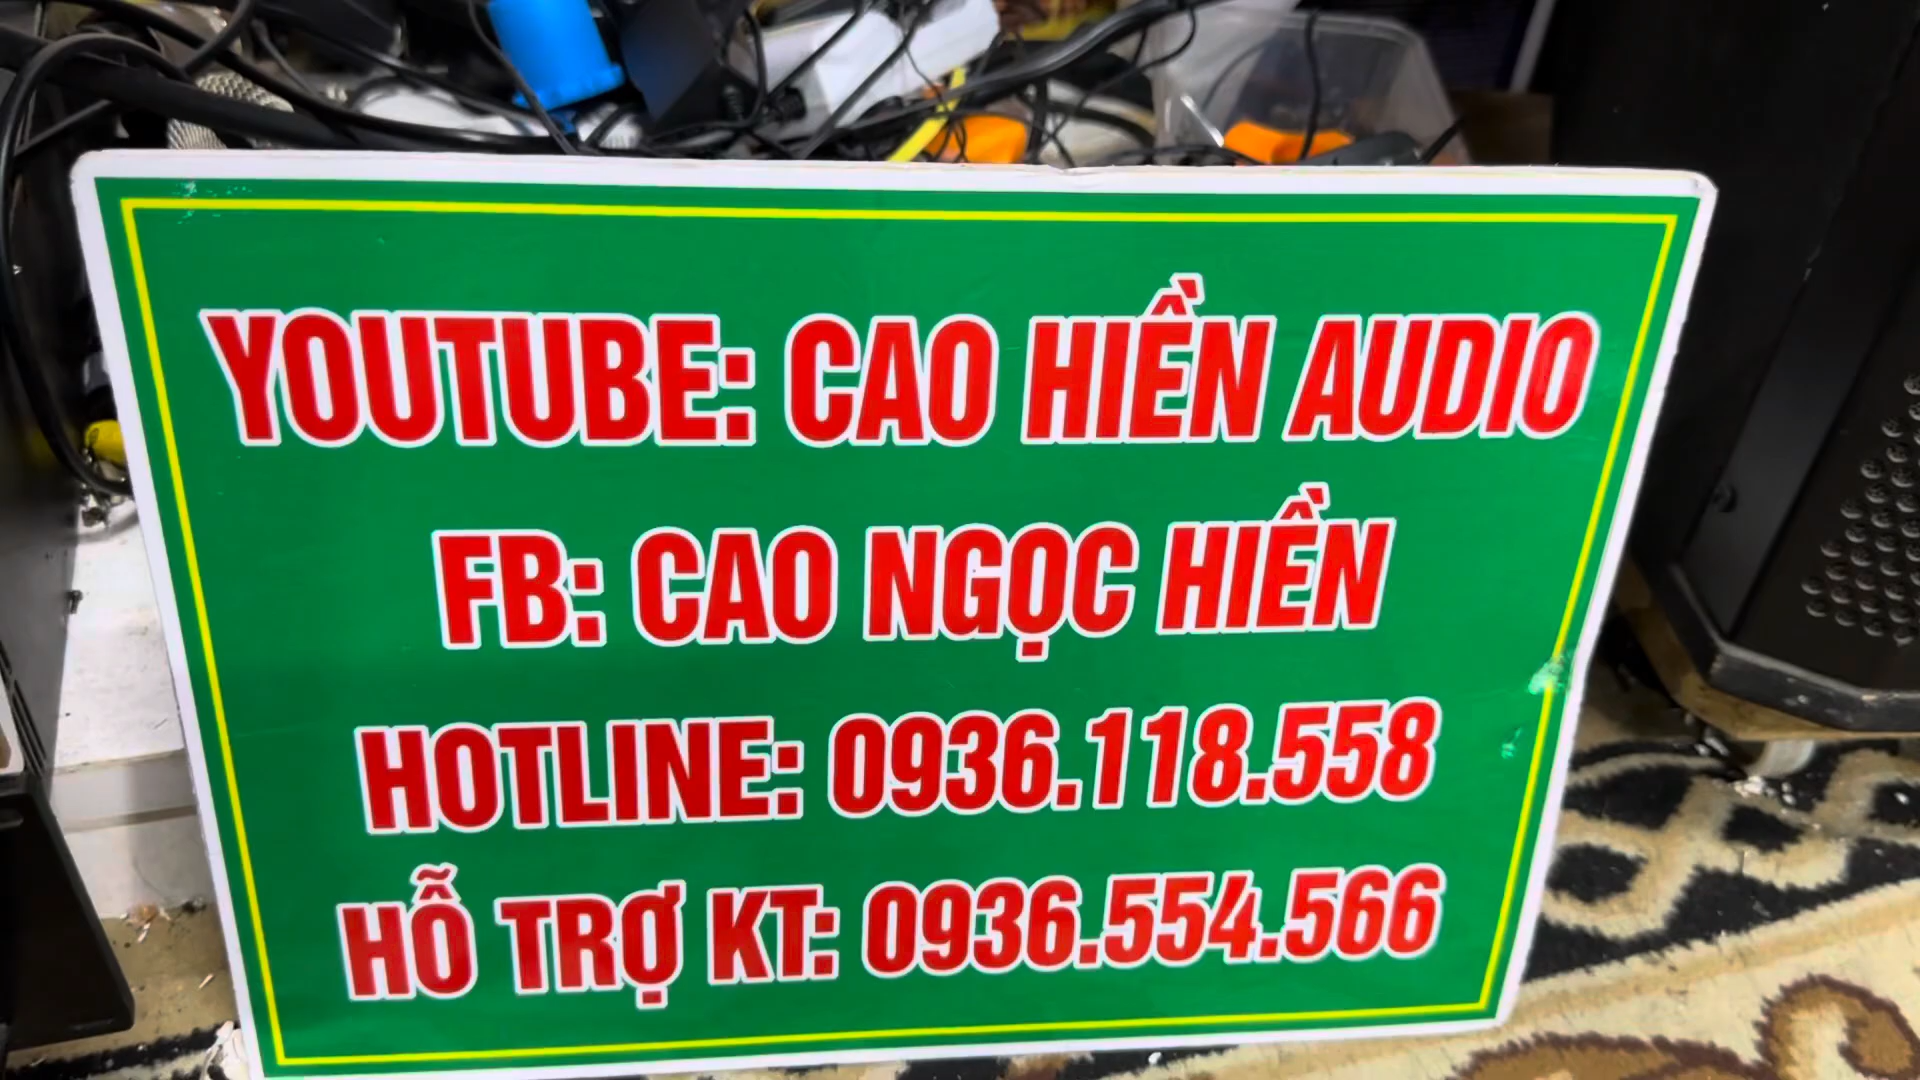 YOUTUBE: CAO HIỀN AUDIO
FB: CAO NGỌC HIỀN
HOTLINE: 0936.118.558
HỖ TRỢ KT: 0936.554.566